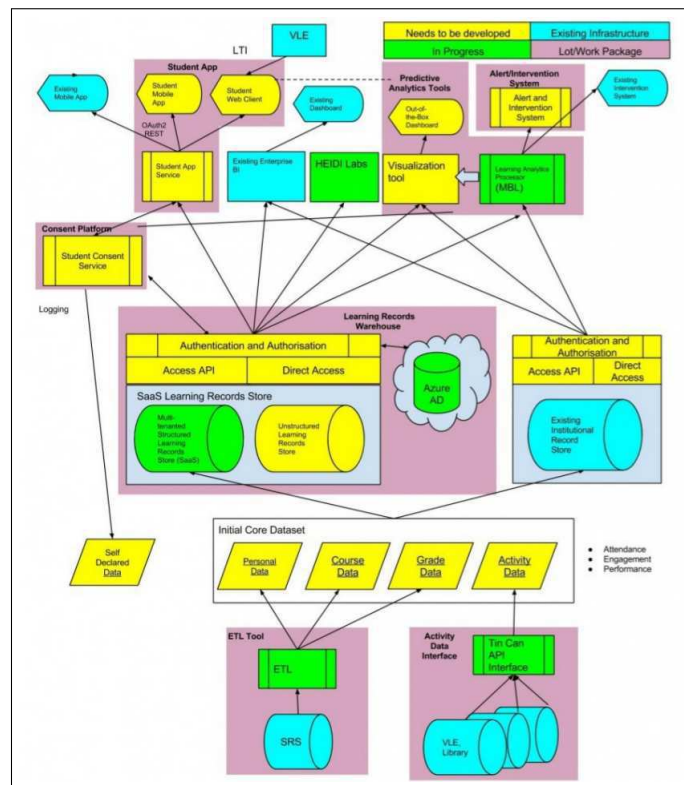 Needs to be developed
Existing Infrastructure
In Progress
Lot/Work Package
VLE
LTI
Student App
Existing
Mobile App
Student
Mobile
App
Student
Web Client
OAuth2
REST
Existing
Dashboard
Predictive
Analytics Tools
Out-of-
the-Box
Dashboard
Alert/Intervention
System
Alert and
Intervention
System
Existing
Intervention
System
Student App
Service
Existing Enterprise
BI
HEIDI Labs
Visualization
tool
Learning Analytics
Processor
(MBL)
Consent Platform
Student Consent
Service
Logging
Learning Records
Warehouse
Authentication and Authorisation
Access API
Direct Access
Azure
AD
SaaS Learning Records Store
Multi-
tenanted
Structured
Learning
Records
Store (SaaS)
Unstructured
Learning
Records
Store
Authentication and
Authorisation
Access API
Direct
Access
Existing
Institutional
Record
Store
Initial Core Dataset
Personal
Data
Course
Data
Grade
Data
Activity
Data
Self
Declared
Data
● Attendance
● Engagement
● Performance
ETL Tool
ETL
SRS
Activity
Data
Interface
Tin Can
API
Interface
VLE,
Library